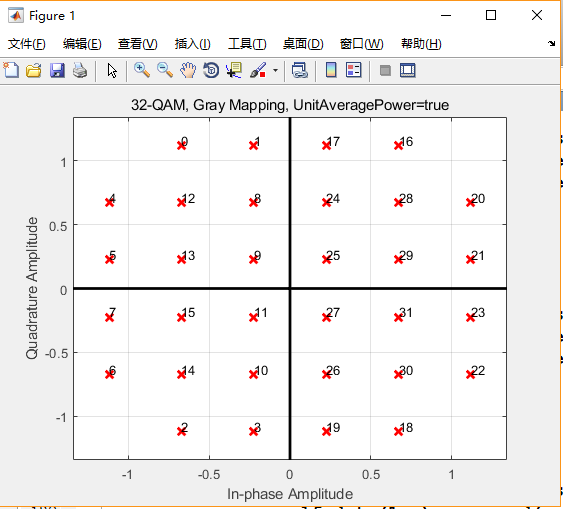 Figure 1
文件(F) 编辑(E) 查看(V) 插入(I) 工具(T) 桌面(D) 窗口(W) 帮助(H)
32-QAM, Gray Mapping, UnitAveragePower=true
0 1 17 16
1
4 12 8 24 28 20
0.5
5 13 9 25 29 21
0
7 15 11 27 31 23
-0.5
6 14 10 26 30 22
-1
2 3 19 18
-1 -0.5 0 0.5 1
In-phase Amplitude
Quadrature Amplitude